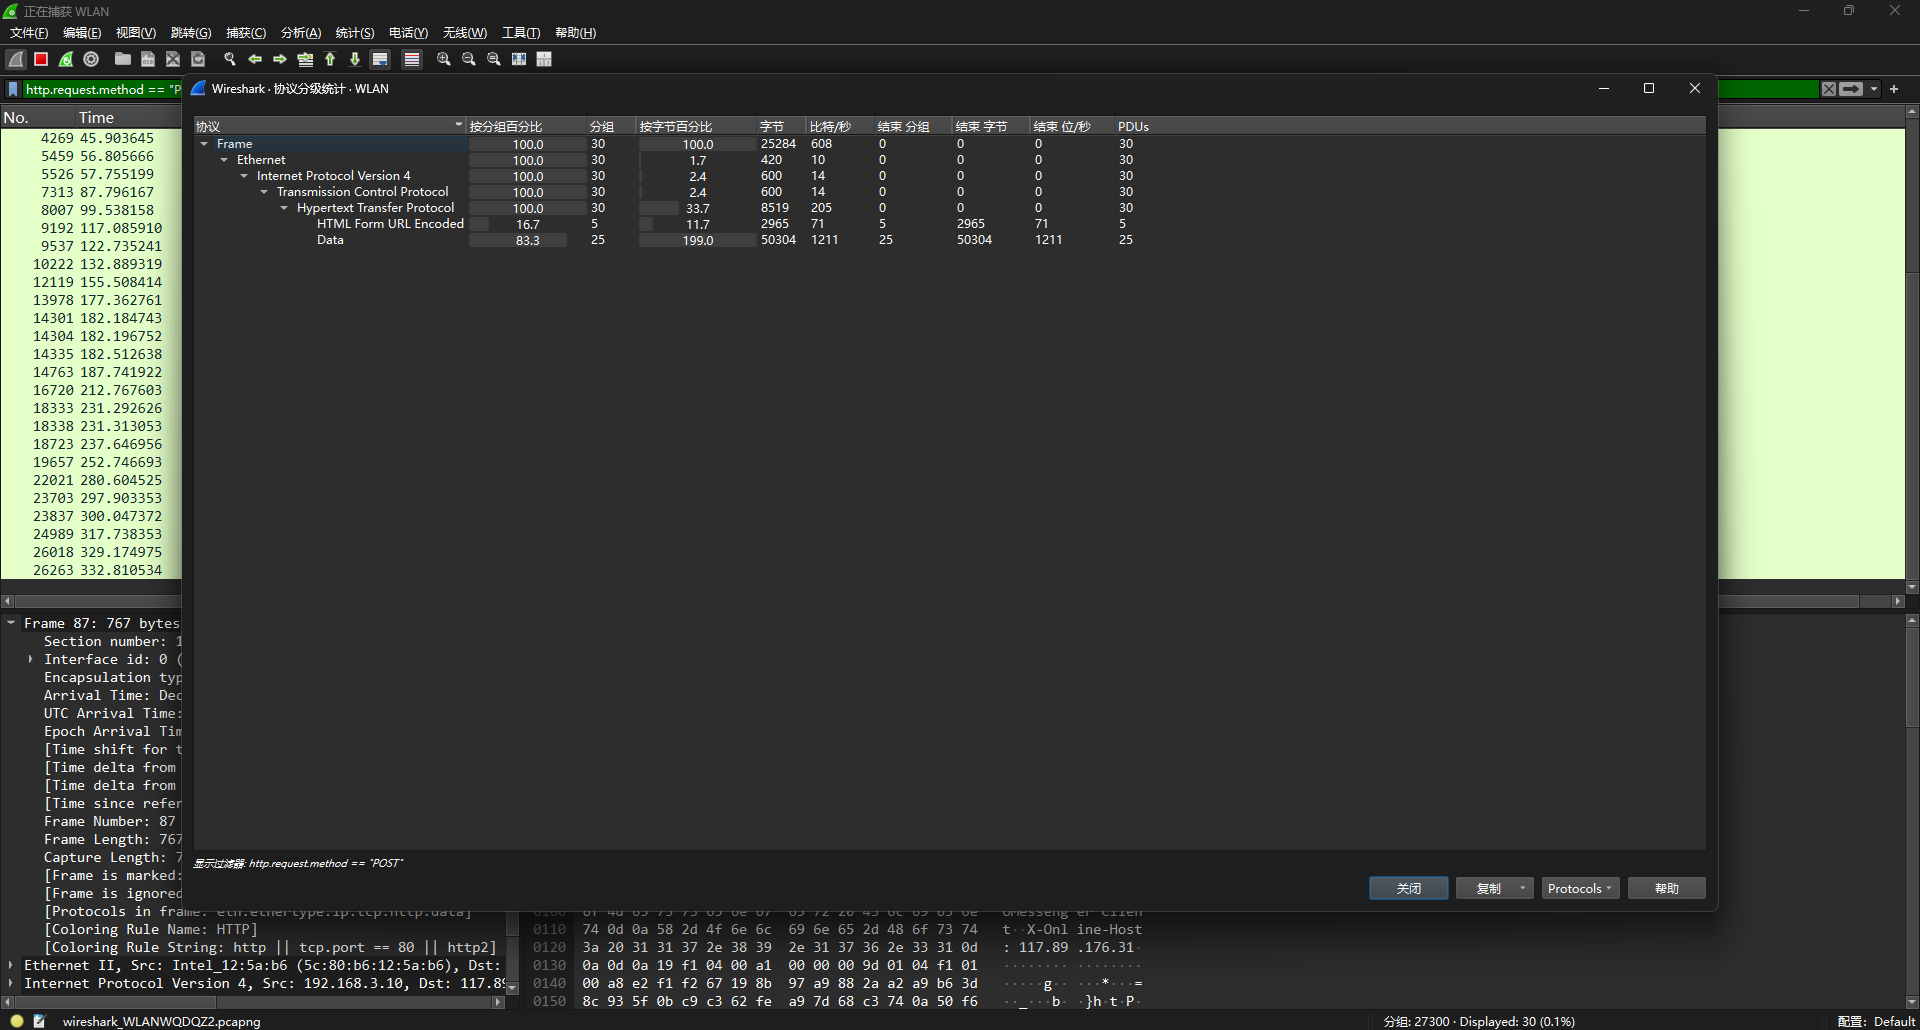 正在捕获 WLAN
文件(F) 编辑(E) 视图(V) 跳转(G) 捕获(C) 分析(A) 统计(S) 电话(Y) 无线(W) 工具(T) 帮助(H)
http.request.method == "P
No. Time
4269 45.903645
5459 56.805666
5526 57.755199
7313 87.796167
8007 99.538158
9192 117.085910
9537 122.735241
10222 132.889319
12119 155.508414
13978 177.362761
14301 182.184743
14304 182.196752
14335 182.512638
14763 187.741922
16720 212.767603
18333 231.292626
18338 231.313053
18723 237.646956
19657 252.746693
22021 280.604525
23703 297.903353
23837 300.047372
24989 317.738353
26018 329.174975
26263 332.810534
Wireshark · 协议分级统计 · WLAN
协议 按分组百分比 分组 按字节百分比 字节 比特/秒 结束 分组 结束 字节 结束 位/秒 PDUs
Frame 100.0 30 100.0 25284 608 0 0 0 30
Ethernet 100.0 30 1.7 420 10 0 0 0 30
Internet Protocol Version 4 100.0 30 2.4 600 14 0 0 0 30
Transmission Control Protocol 100.0 30 2.4 600 14 0 0 0 30
Hypertext Transfer Protocol 100.0 30 33.7 8519 205 0 0 0 30
HTML Form URL Encoded 16.7 5 11.7 2965 71 5 2965 71 5
Data 83.3 25 199.0 50304 1211 25 50304 1211 25
显示过滤器: http.request.method == "POST"
关闭 复制 Protocols 帮助
Frame 87: 767 bytes
Section number: 1
Interface id: 0 (
Encapsulation typ
Arrival Time: Dec
UTC Arrival Time:
Epoch Arrival Tim
[Time shift for t
[Time delta from
[Time delta from
[Time since refer
Frame Number: 87
Frame Length: 767
Capture Length: 7
[Frame is marked:
[Frame is ignored
[Protocols in frame: eth:ethertype:ip:tcp:http:data]
[Coloring Rule Name: HTTP]
[Coloring Rule String: http || tcp.port == 80 || http2]
Ethernet II, Src: Intel_12:5a:b6 (5c:80:b6:12:5a:b6), Dst:
Internet Protocol Version 4, Src: 192.168.3.10, Dst: 117.89
0100 6f 4d 65 73 73 65 6e 67 65 72 20 43 6c 69 65 6e oMesseng er Clien
0110 74 0d 0a 58 2d 4f 6e 6c 69 6e 65 2d 48 6f 73 74 t··X-Onl ine-Host
0120 3a 20 31 31 37 2e 38 39 2e 31 37 36 2e 33 31 0d : 117.89 .176.31·
0130 0a 0d 0a 19 f1 04 00 a1 00 00 00 9d 01 04 f1 01 ········ ········
0140 00 a8 e2 f1 f2 67 19 8b 97 a9 88 2a a2 a9 b6 3d ·····g·· ···*···=
0150 8c 93 5f 0b c9 c3 62 fe a9 7d 68 c3 74 0a 50 f6 ··_···b· ·}h·t·P·
wireshark_WLANWQDQZ2.pcapng
分组: 27300 · Displayed: 30 (0.1%)
配置: Default